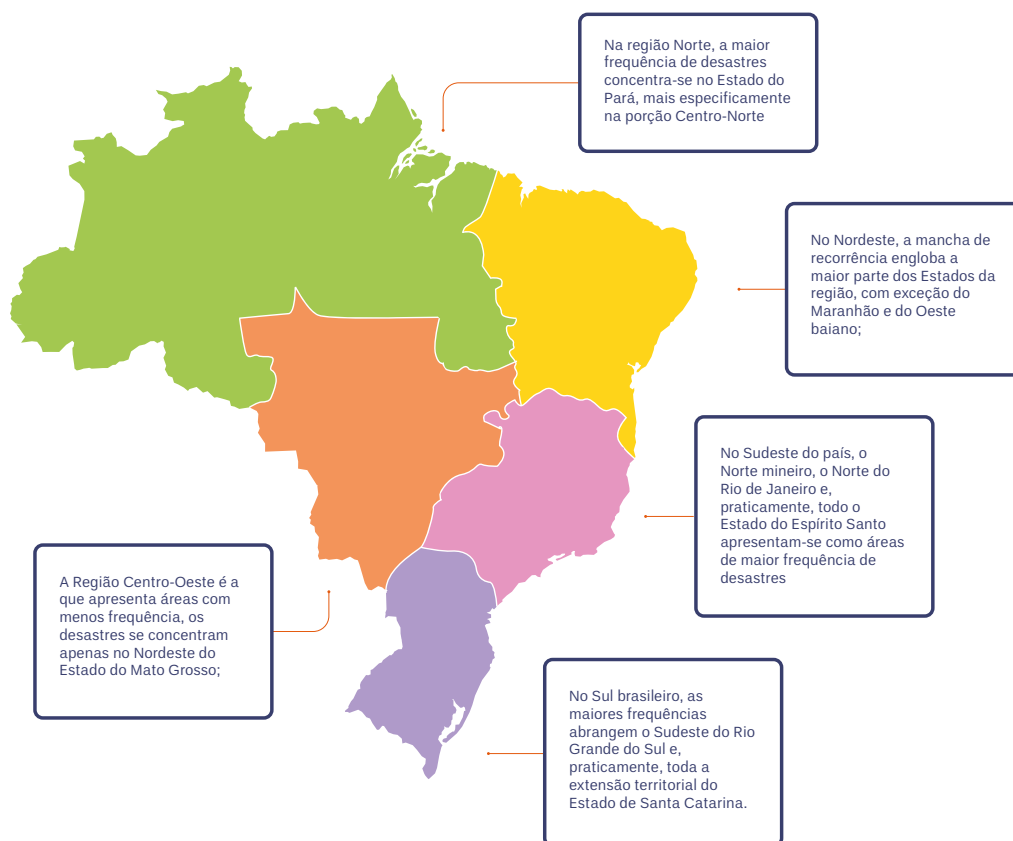 Na região Norte, a maior
frequência de desastres
concentra-se no Estado do
Pará, mais especificamente
na porção Centro-Norte
No Nordeste, a mancha de
recorrência engloba a
maior parte dos Estados da
região, com exceção do
Maranhão e do Oeste
baiano;
No Sudeste do país, o
Norte mineiro, o Norte do
Rio de Janeiro e,
praticamente, todo o
Estado do Espírito Santo
apresentam-se como áreas
de maior frequência de
desastres
A Região Centro-Oeste é a
que apresenta áreas com
menos frequência, os
desastres se concentram
apenas no Nordeste do
Estado do Mato Grosso;
No Sul brasileiro, as
maiores frequências
abrangem o Sudeste do Rio
Grande do Sul e,
praticamente, toda a
extensão territorial do
Estado de Santa Catarina.